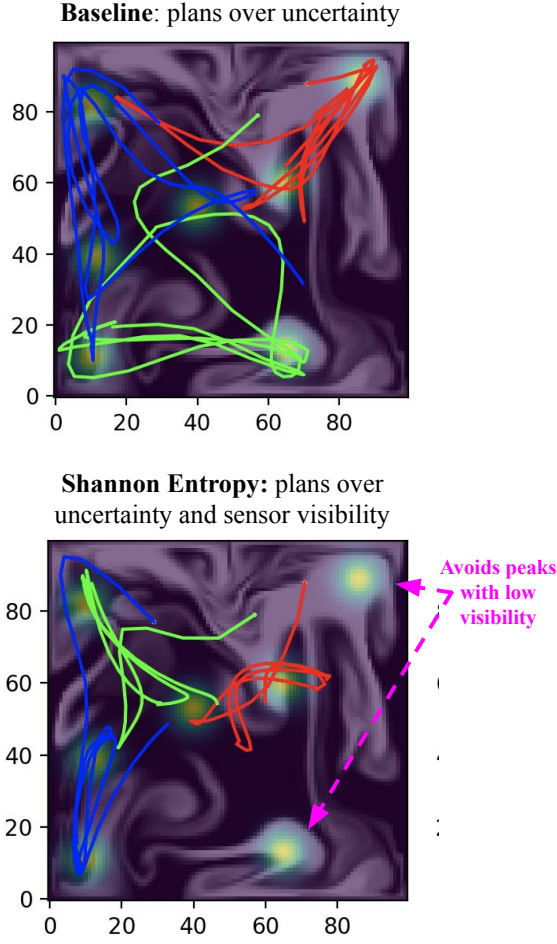 Baseline: plans over uncertainty
80
60
40
20
0
0 20 40 60 80
Shannon Entropy: plans over
uncertainty and sensor visibility
Avoids peaks
with low
visibility
80
60
40
20
0
0 20 40 60 80